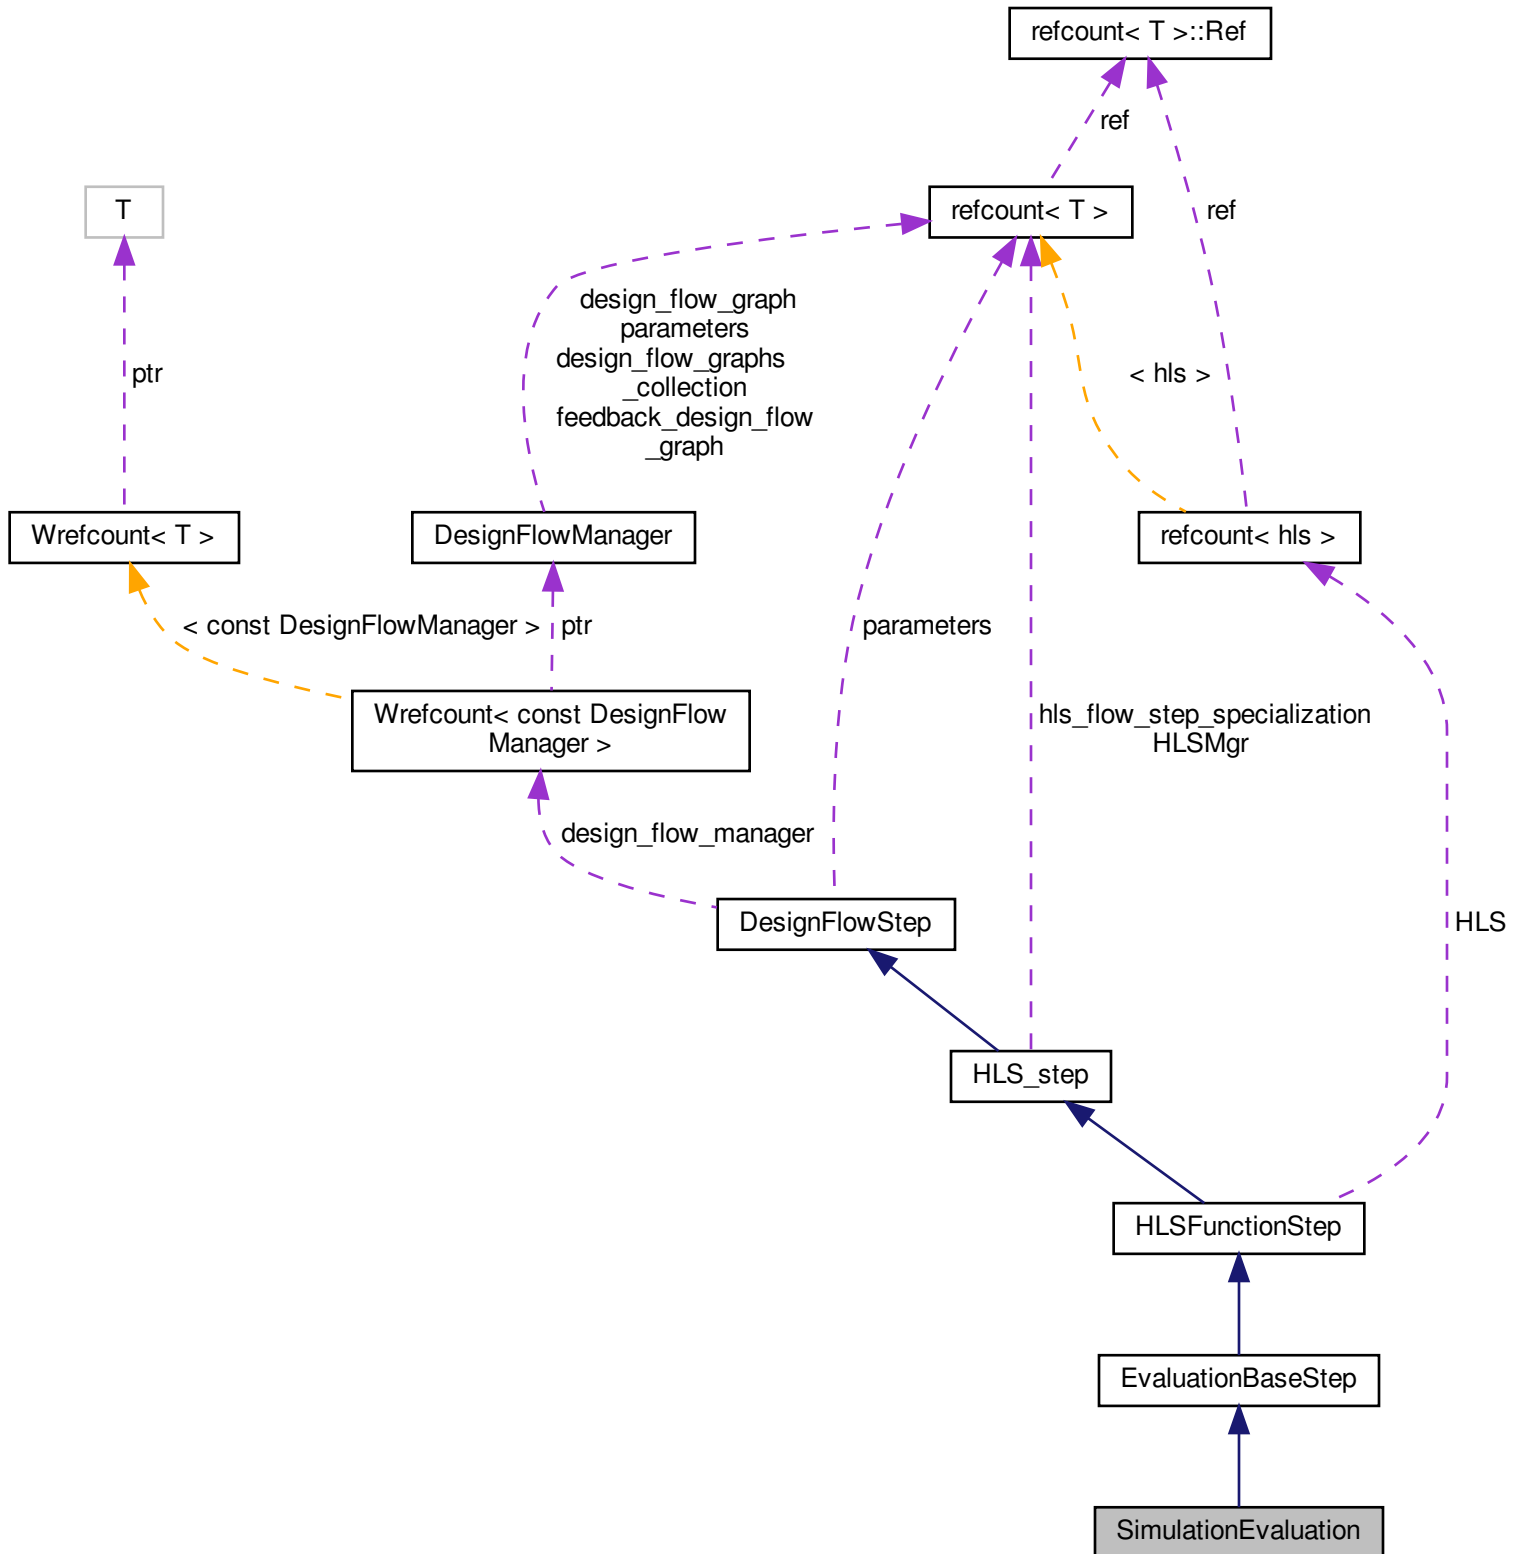 refcount< T >::Ref
ref
T
refcount< T >
ref
design_flow_graph
parameters
design_flow_graphs
_collection
feedback_design_flow
_graph
ptr
< hls >
Wrefcount< T >
DesignFlowManager
refcount< hls >
< const DesignFlowManager >
ptr
parameters
Wrefcount< const DesignFlow
Manager >
hls_flow_step_specialization
HLSMgr
design_flow_manager
DesignFlowStep
HLS
HLS_step
HLSFunctionStep
EvaluationBaseStep
SimulationEvaluation